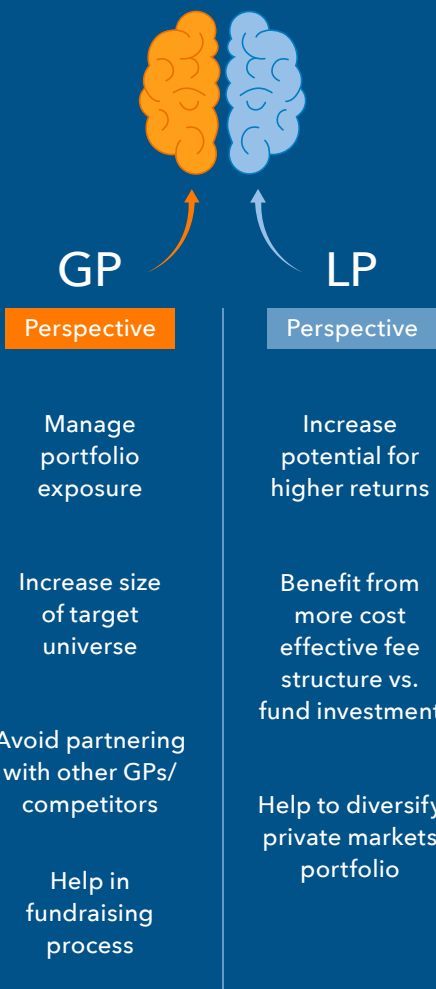 GP
Perspective
Manage
portfolio
exposure
Increase size
of target
universe
Avoid partnering
with other GPs/
competitors
Help in
fundraising
process
LP
Perspective
Increase
potential for
higher returns
Benefit from
more cost
effective fee
structure vs.
fund investment
Help to diversify
private markets
portfolio